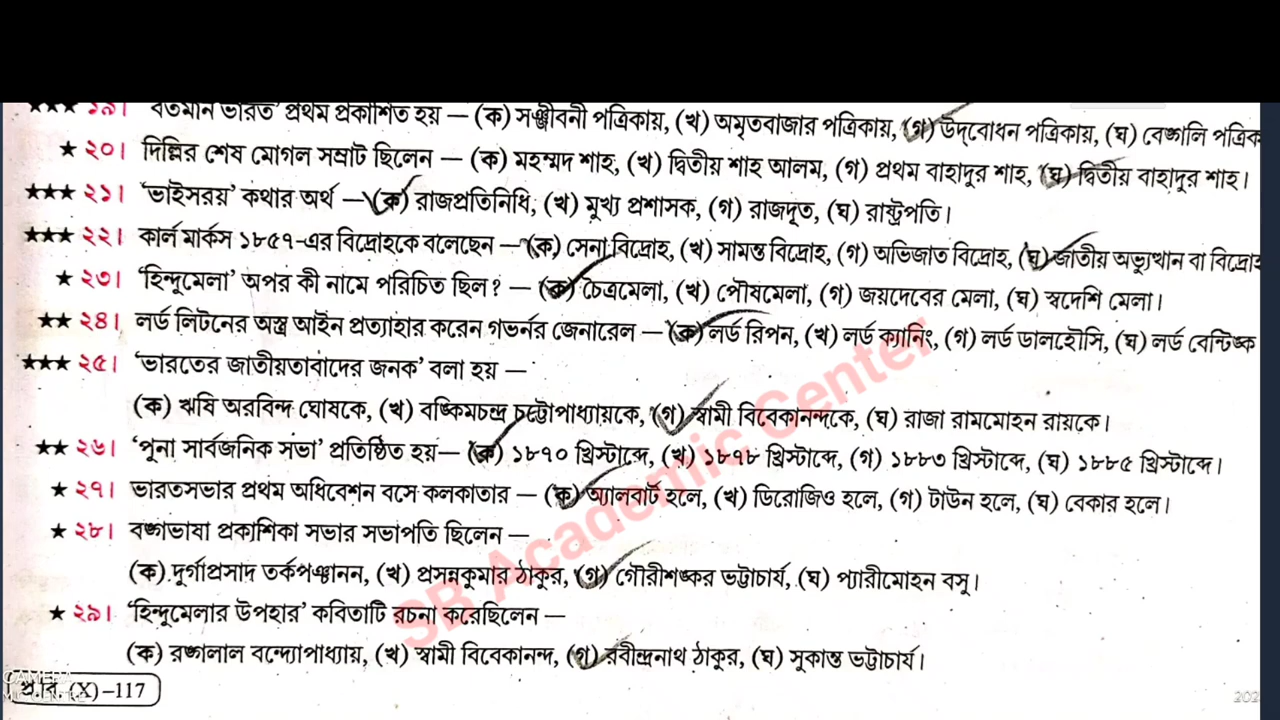 ★★★ ১৯। 'বর্তমান ভারত' প্রথম প্রকাশিত হয় — (ক) সঞ্জীবনী পত্রিকায়, (খ) অমৃতবাজার পত্রিকায়, (গ) উদ্‌বোধন পত্রিকায়, (ঘ) বেঙ্গালি পত্রিক
★ ২০। দিল্লির শেষ মোগল সম্রাট ছিলেন — (ক) মহম্মদ শাহ, (খ) দ্বিতীয় শাহ আলম, (গ) প্রথম বাহাদুর শাহ, (ঘ) দ্বিতীয় বাহাদুর শাহ।
★★★ ২১। 'ভাইসরয়' কথার অর্থ — (ক) রাজপ্রতিনিধি, (খ) মুখ্য প্রশাসক, (গ) রাজদূত, (ঘ) রাষ্ট্রপতি।
★★★ ২২। কার্ল মার্কস ১৮৫৭-এর বিদ্রোহকে বলেছেন — (ক) সেনা বিদ্রোহ, (খ) সামন্ত বিদ্রোহ, (গ) অভিজাত বিদ্রোহ, (ঘ) জাতীয় অভ্যুত্থান বা বিদ্রোহ
★ ২৩। 'হিন্দুমেলা' অপর কী নামে পরিচিত ছিল? — (ক) চৈত্রমেলা, (খ) পৌষমেলা, (গ) জয়দেবের মেলা, (ঘ) স্বদেশি মেলা।
★★ ২৪। লর্ড লিটনের অস্ত্র আইন প্রত্যাহার করেন গভর্নর জেনারেল — (ক) লর্ড রিপন, (খ) লর্ড ক্যানিং, (গ) লর্ড ডালহৌসি, (ঘ) লর্ড বেন্টিঙ্ক
★★★ ২৫। 'ভারতের জাতীয়তাবাদের জনক' বলা হয় —
(ক) ঋষি অরবিন্দ ঘোষকে, (খ) বঙ্কিমচন্দ্র চট্টোপাধ্যায়কে, (গ) স্বামী বিবেকানন্দকে, (ঘ) রাজা রামমোহন রায়কে।
★★ ২৬। 'পুনা সার্বজনিক সভা' প্রতিষ্ঠিত হয়— (ক) ১৮৭০ খ্রিস্টাব্দে, (খ) ১৮৭৮ খ্রিস্টাব্দে, (গ) ১৮৮৩ খ্রিস্টাব্দে, (ঘ) ১৮৮৫ খ্রিস্টাব্দে।
★ ২৭। ভারতসভার প্রথম অধিবেশন বসে কলকাতার — (ক) অ্যালবার্ট হলে, (খ) ডিরোজিও হলে, (গ) টাউন হলে, (ঘ) বেকার হলে।
★ ২৮। বঙ্গভাষা প্রকাশিকা সভার সভাপতি ছিলেন —
(ক) দুর্গাপ্রসাদ তর্কপঞ্চানন, (খ) প্রসন্নকুমার ঠাকুর, (গ) গৌরীশঙ্কর ভট্টাচার্য, (ঘ) প্যারীমোহন বসু।
★ ২৯। 'হিন্দুমেলার উপহার' কবিতাটি রচনা করেছিলেন —
(ক) রঙ্গলাল বন্দ্যোপাধ্যায়, (খ) স্বামী বিবেকানন্দ, (গ) রবীন্দ্রনাথ ঠাকুর, (ঘ) সুকান্ত ভট্টাচার্য।
প্র. বি. (X)–117
SB Academic Center